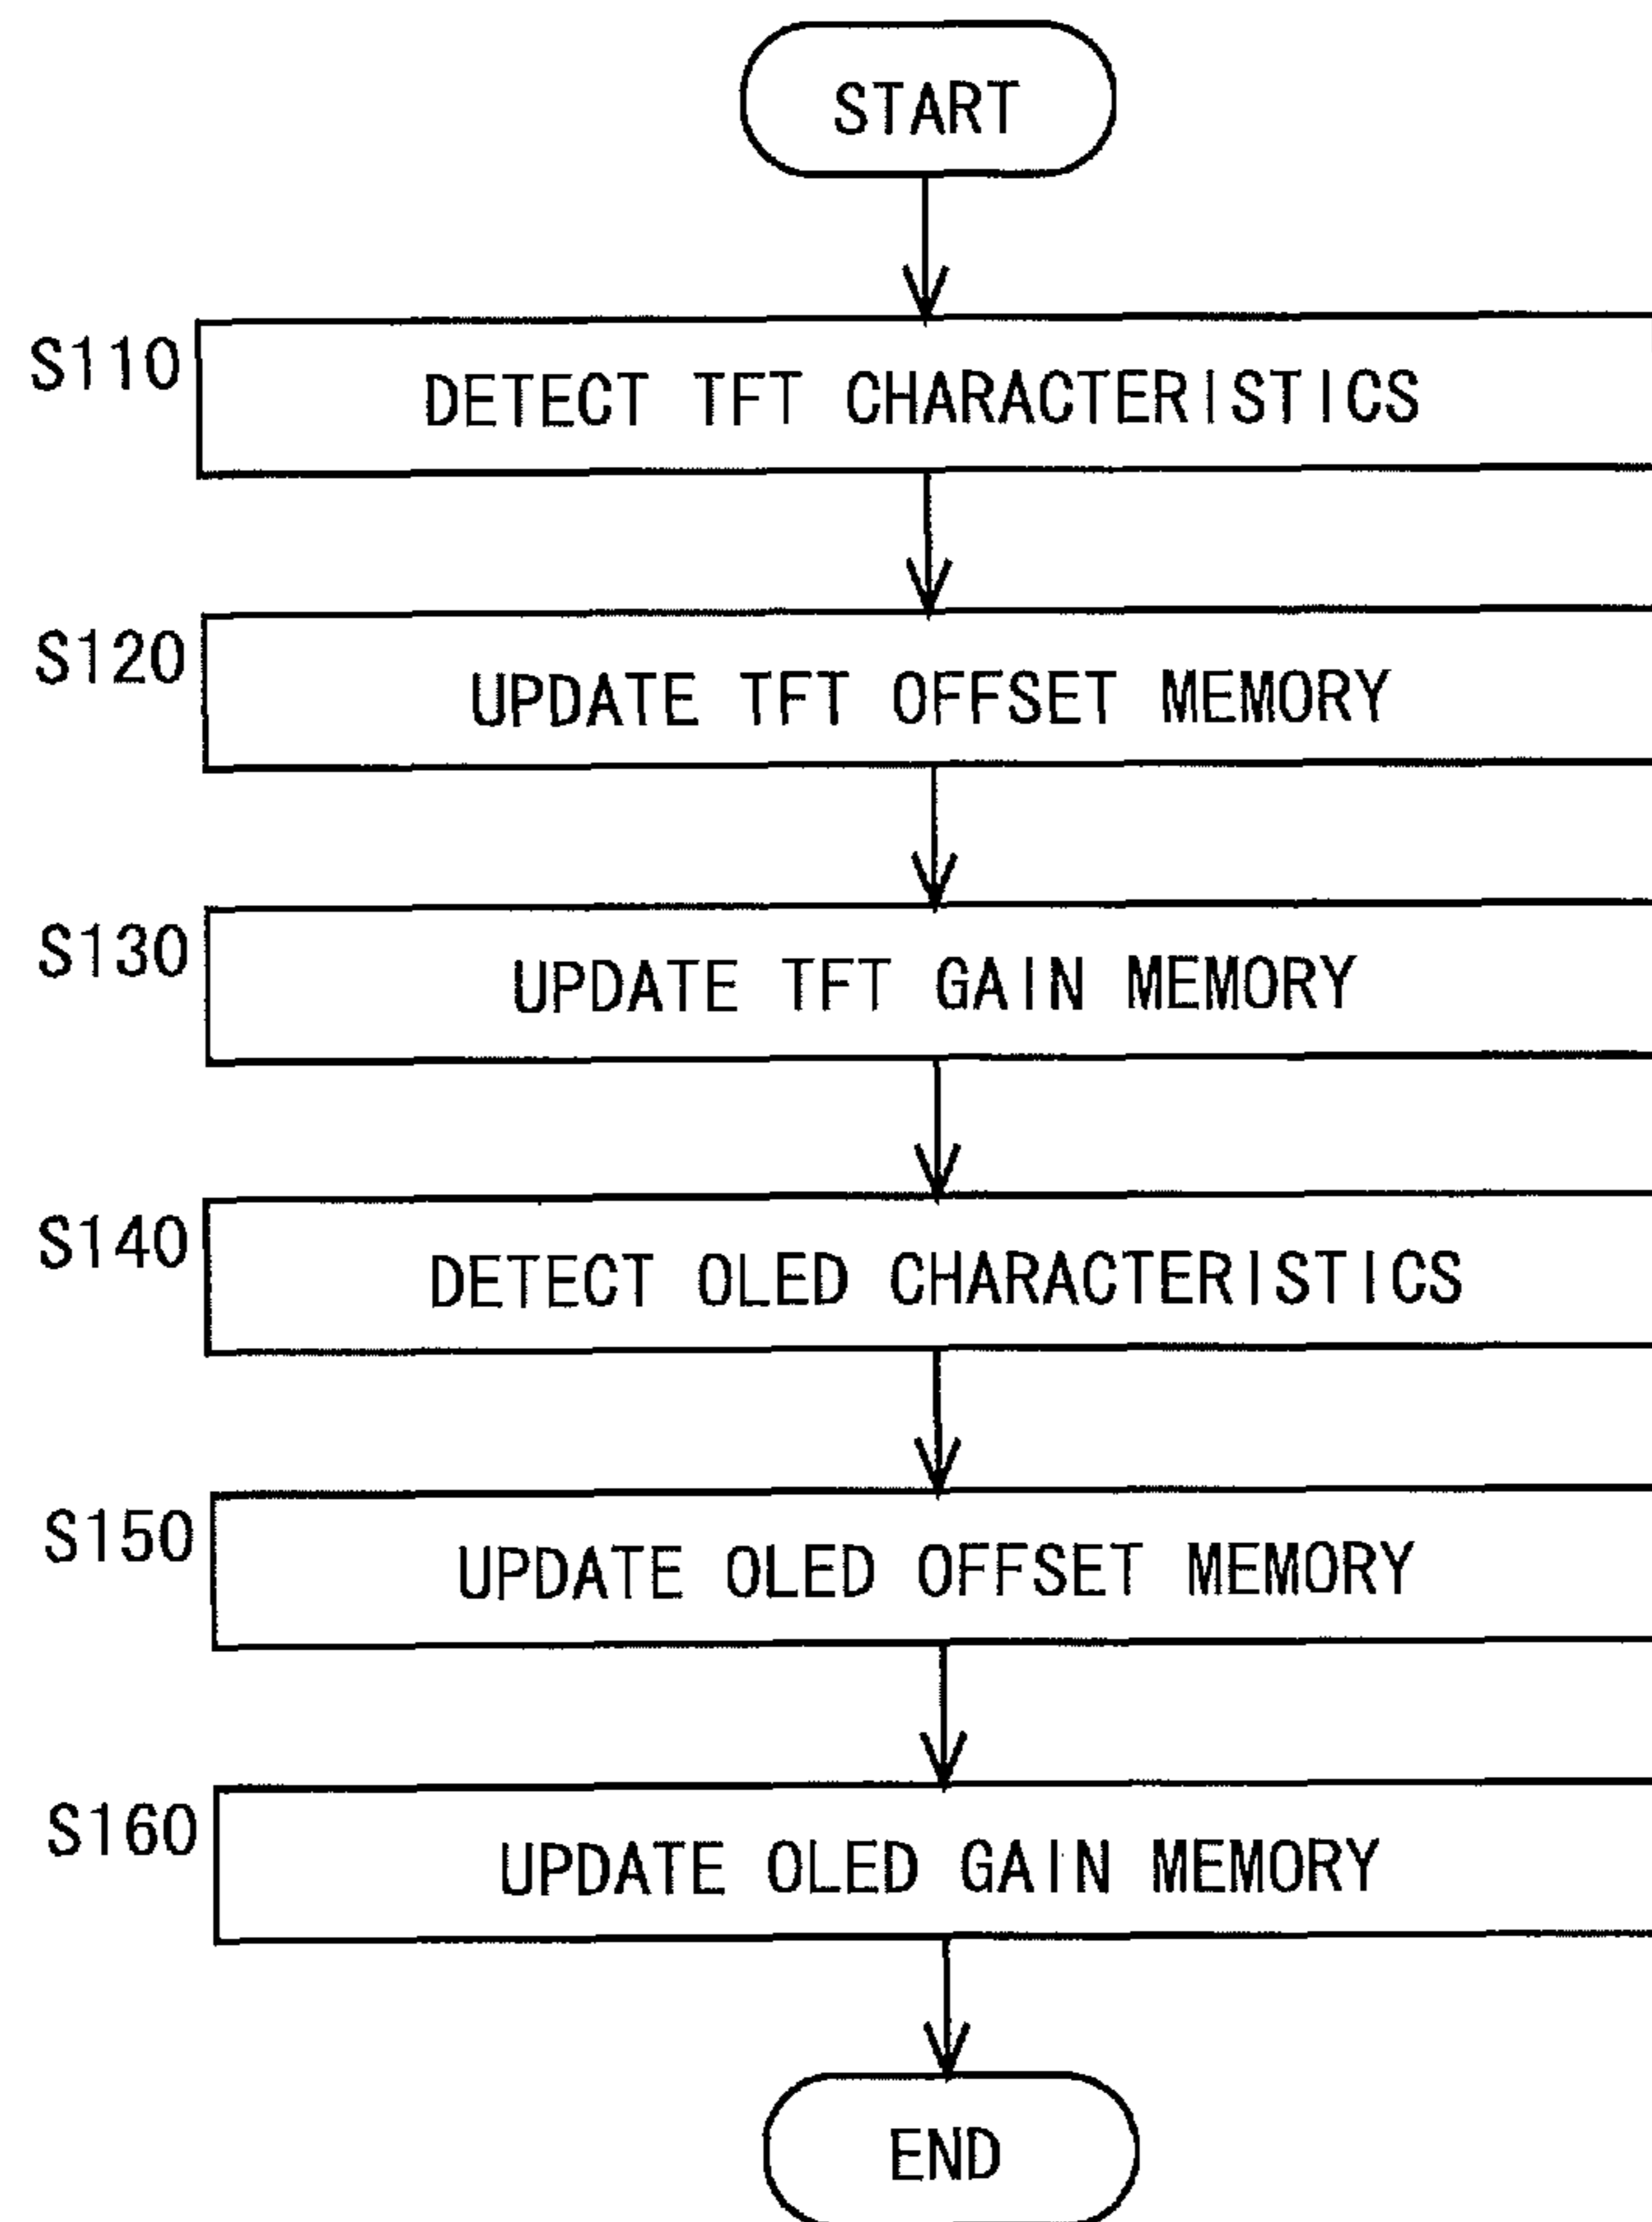 START
S110
DETECT TFT CHARACTERISTICS
S120
UPDATE TFT OFFSET MEMORY
S130
UPDATE TFT GAIN MEMORY
S140
DETECT OLED CHARACTERISTICS
S150
UPDATE OLED OFFSET MEMORY
S160
UPDATE OLED GAIN MEMORY
END